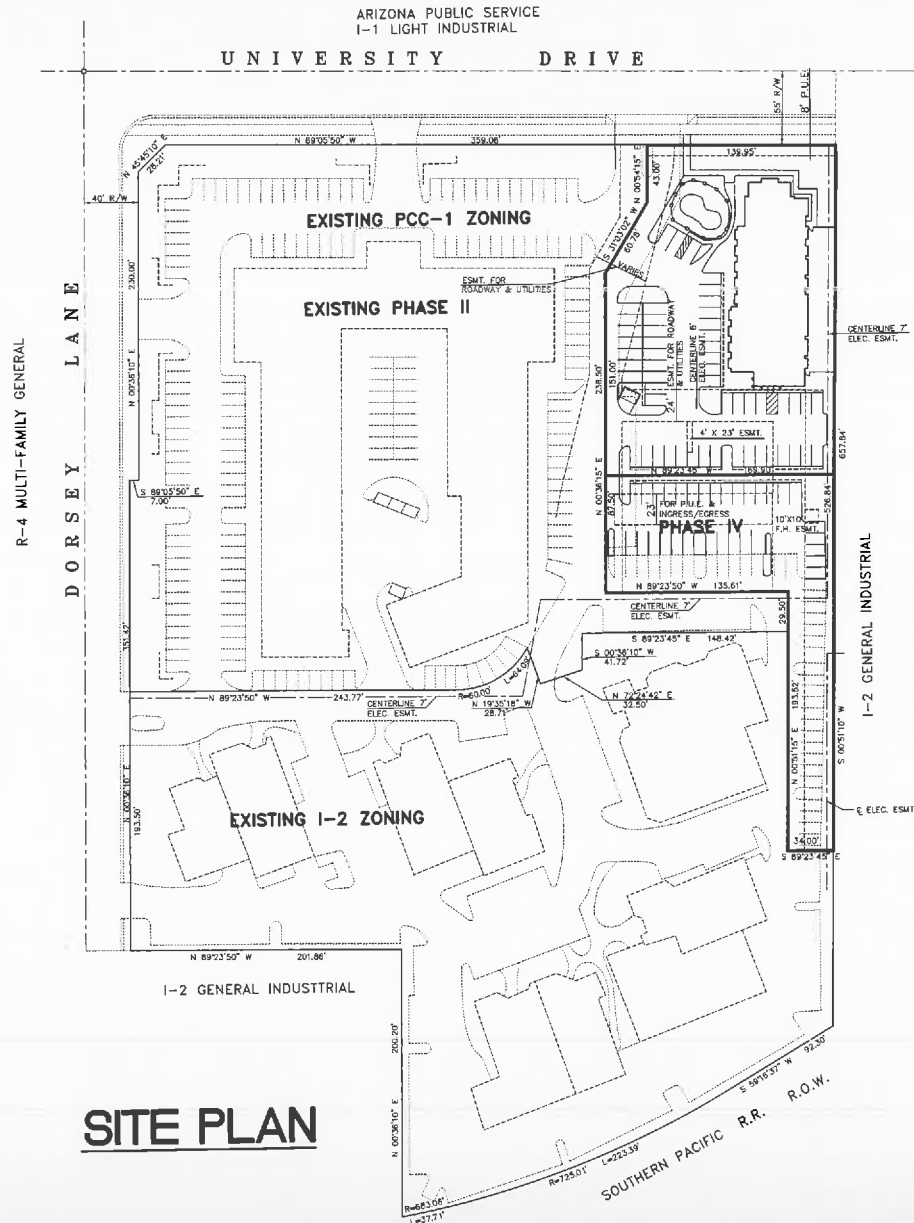 ARIZONA PUBLIC SERVICE
I-1 LIGHT INDUSTRIAL
UNIVERSITY DRIVE
55' R/W
8' P.U.E.
N 89°05'50" W 359.06'
139.95'
N 45°45'10" E
28.21'
40' R/W
N 00°54'15" E
43.00'
S 31°03'02" W
60.78'
VARIES
EXISTING PCC-1 ZONING
ESMT. FOR
ROADWAY & UTILITIES
EXISTING PHASE II
230.00'
N 00°36'10" E
R-4 MULTI-FAMILY GENERAL
DORSEY LANE
CENTERLINE 7'
ELEC. ESMT.
24' ESMT. FOR ROADWAY
& UTILITIES
CENTERLINE 8'
ELEC. ESMT.
238.50'
151.00'
4' X 23' ESMT.
N 89°23'45" W 169.90'
657.84'
S 89°05'50" E
7.00'
N 00°36'15" E
87.50'
23' FOR P.U.E. &
INGRESS/EGRESS
PHASE IV
10'X10'
F.H. ESMT.
526.84'
N 89°23'50" W 135.61'
CENTERLINE 7'
ELEC. ESMT.
29.50'
S 89°23'45" E 148.42'
S 00°36'10" W
41.72'
351.42'
N 89°23'50" W 243.77'
R=60.00'
L=64.09'
CENTERLINE 7'
ELEC. ESMT.
N 19°35'18" W
28.71'
N 72°24'42" E
32.50'
I-2 GENERAL INDUSTRIAL
193.52'
N 00°51'15" E
S 00°51'10" W
N 00°36'10" E
193.50'
EXISTING I-2 ZONING
℄ ELEC. ESMT
34.00'
S 89°23'45" E
N 89°23'50" W 201.86'
I-2 GENERAL INDUSTTRIAL
200.20'
N 00°36'10" E
SITE PLAN
S 59°16'37" W 92.30'
SOUTHERN PACIFIC R.R. R.O.W.
R=725.01' L=223.39'
R=683.06'
L=37.71'